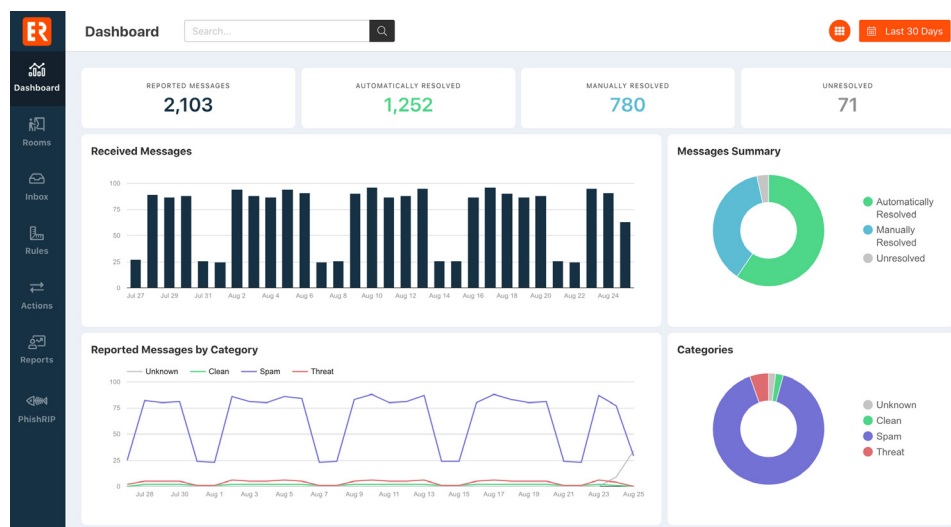 ER
Dashboard
Search...
Last 30 Days
Dashboard
Rooms
Inbox
Rules
Actions
Reports
PhishRIP
REPORTED MESSAGES
2,103
AUTOMATICALLY RESOLVED
1,252
MANUALLY RESOLVED
780
UNRESOLVED
71
Received Messages
100
75
50
25
0
Jul 27 Jul 29 Jul 31 Aug 2 Aug 4 Aug 6 Aug 8 Aug 10 Aug 12 Aug 14 Aug 16 Aug 18 Aug 20 Aug 22 Aug 24
Messages Summary
Automatically
Resolved
Manually
Resolved
Unresolved
Reported Messages by Category
Unknown Clean Spam Threat
100
75
50
25
0
Jul 28 Jul 30 Aug 1 Aug 3 Aug 5 Aug 7 Aug 9 Aug 11 Aug 13 Aug 15 Aug 17 Aug 19 Aug 21 Aug 23 Aug 25
Categories
Unknown
Clean
Spam
Threat